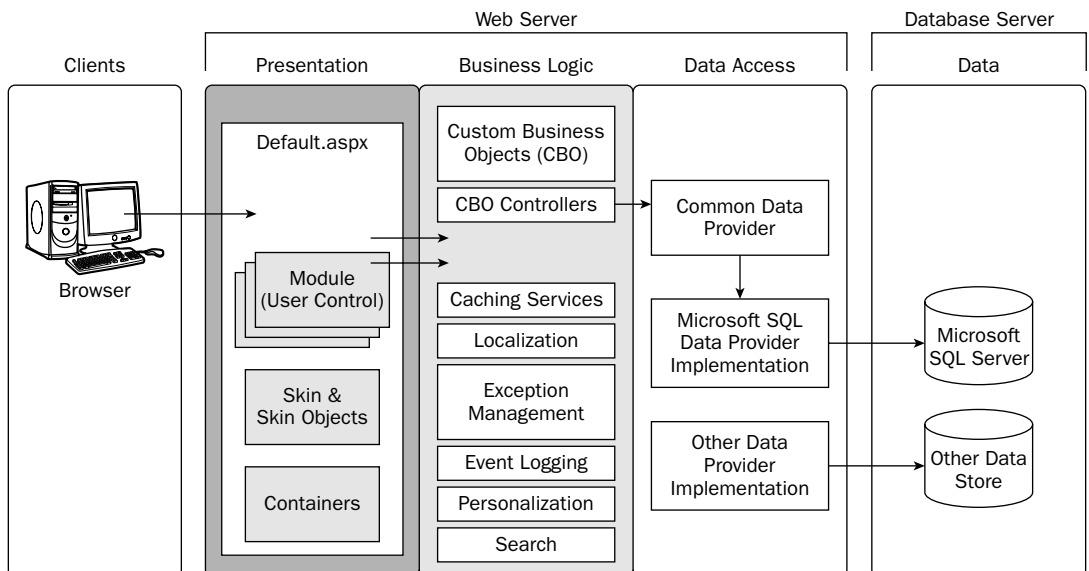 Web Server
Database Server
Clients
Presentation
Business Logic
Data Access
Data
Browser
Default.aspx
Module
(User Control)
Skin &
Skin Objects
Containers
Custom Business
Objects (CBO)
CBO Controllers
Caching Services
Localization
Exception
Management
Event Logging
Personalization
Search
Common Data
Provider
Microsoft SQL
Data Provider
Implementation
Other Data
Provider
Implementation
Microsoft
SQL Server
Other Data
Store